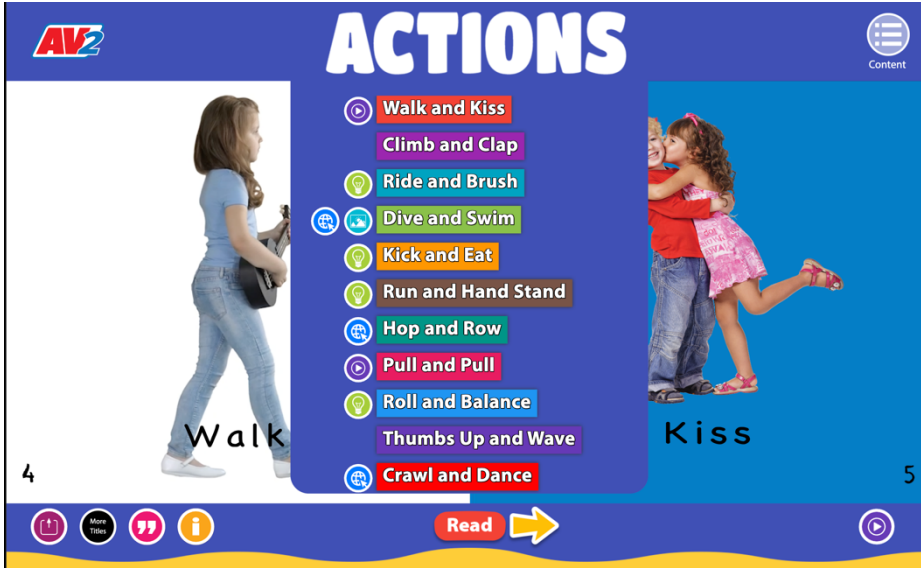 AV2
ACTIONS
Content
Walk and Kiss
Climb and Clap
Ride and Brush
Dive and Swim
Kick and Eat
Run and Hand Stand
Hop and Row
Pull and Pull
Roll and Balance
Thumbs Up and Wave
Crawl and Dance
Walk
Kiss
4
5
More
Titles
Read